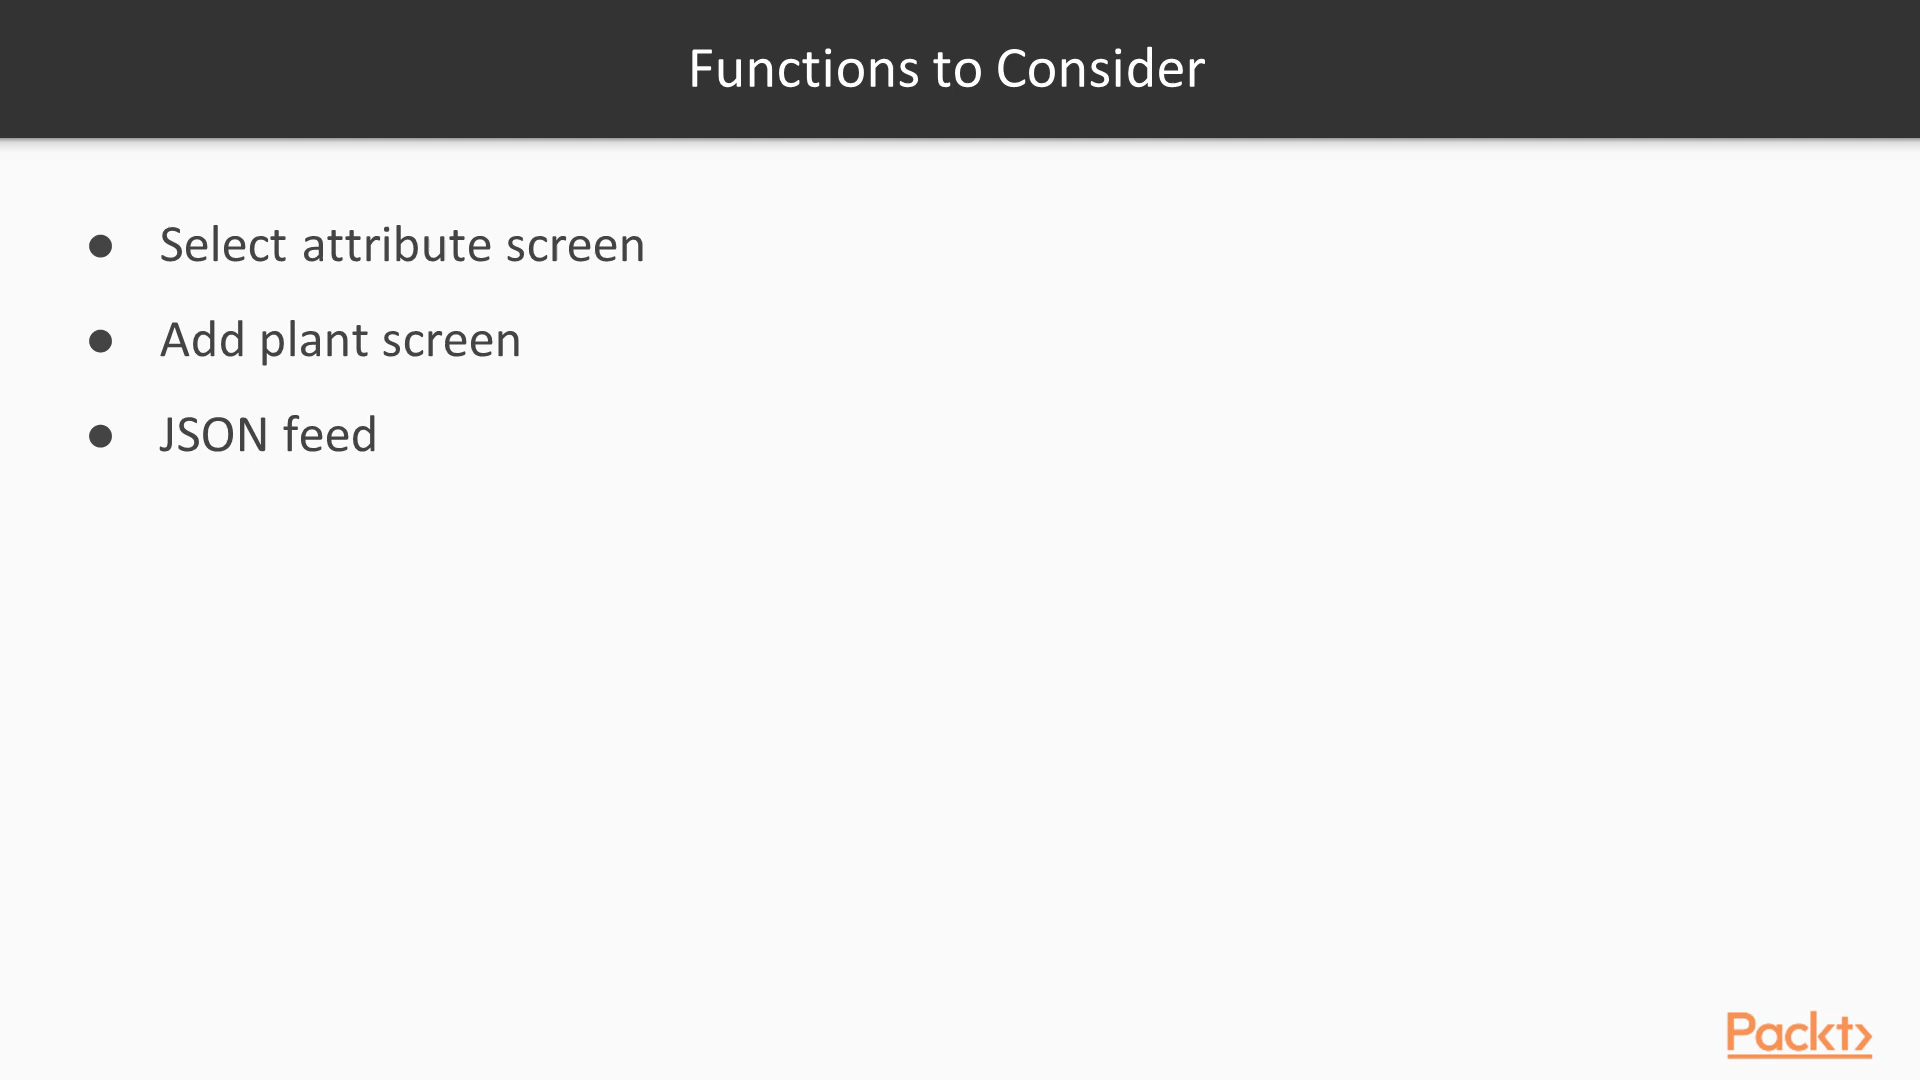 Functions to Consider
● Select attribute screen
● Add plant screen
● JSON feed
Packt>